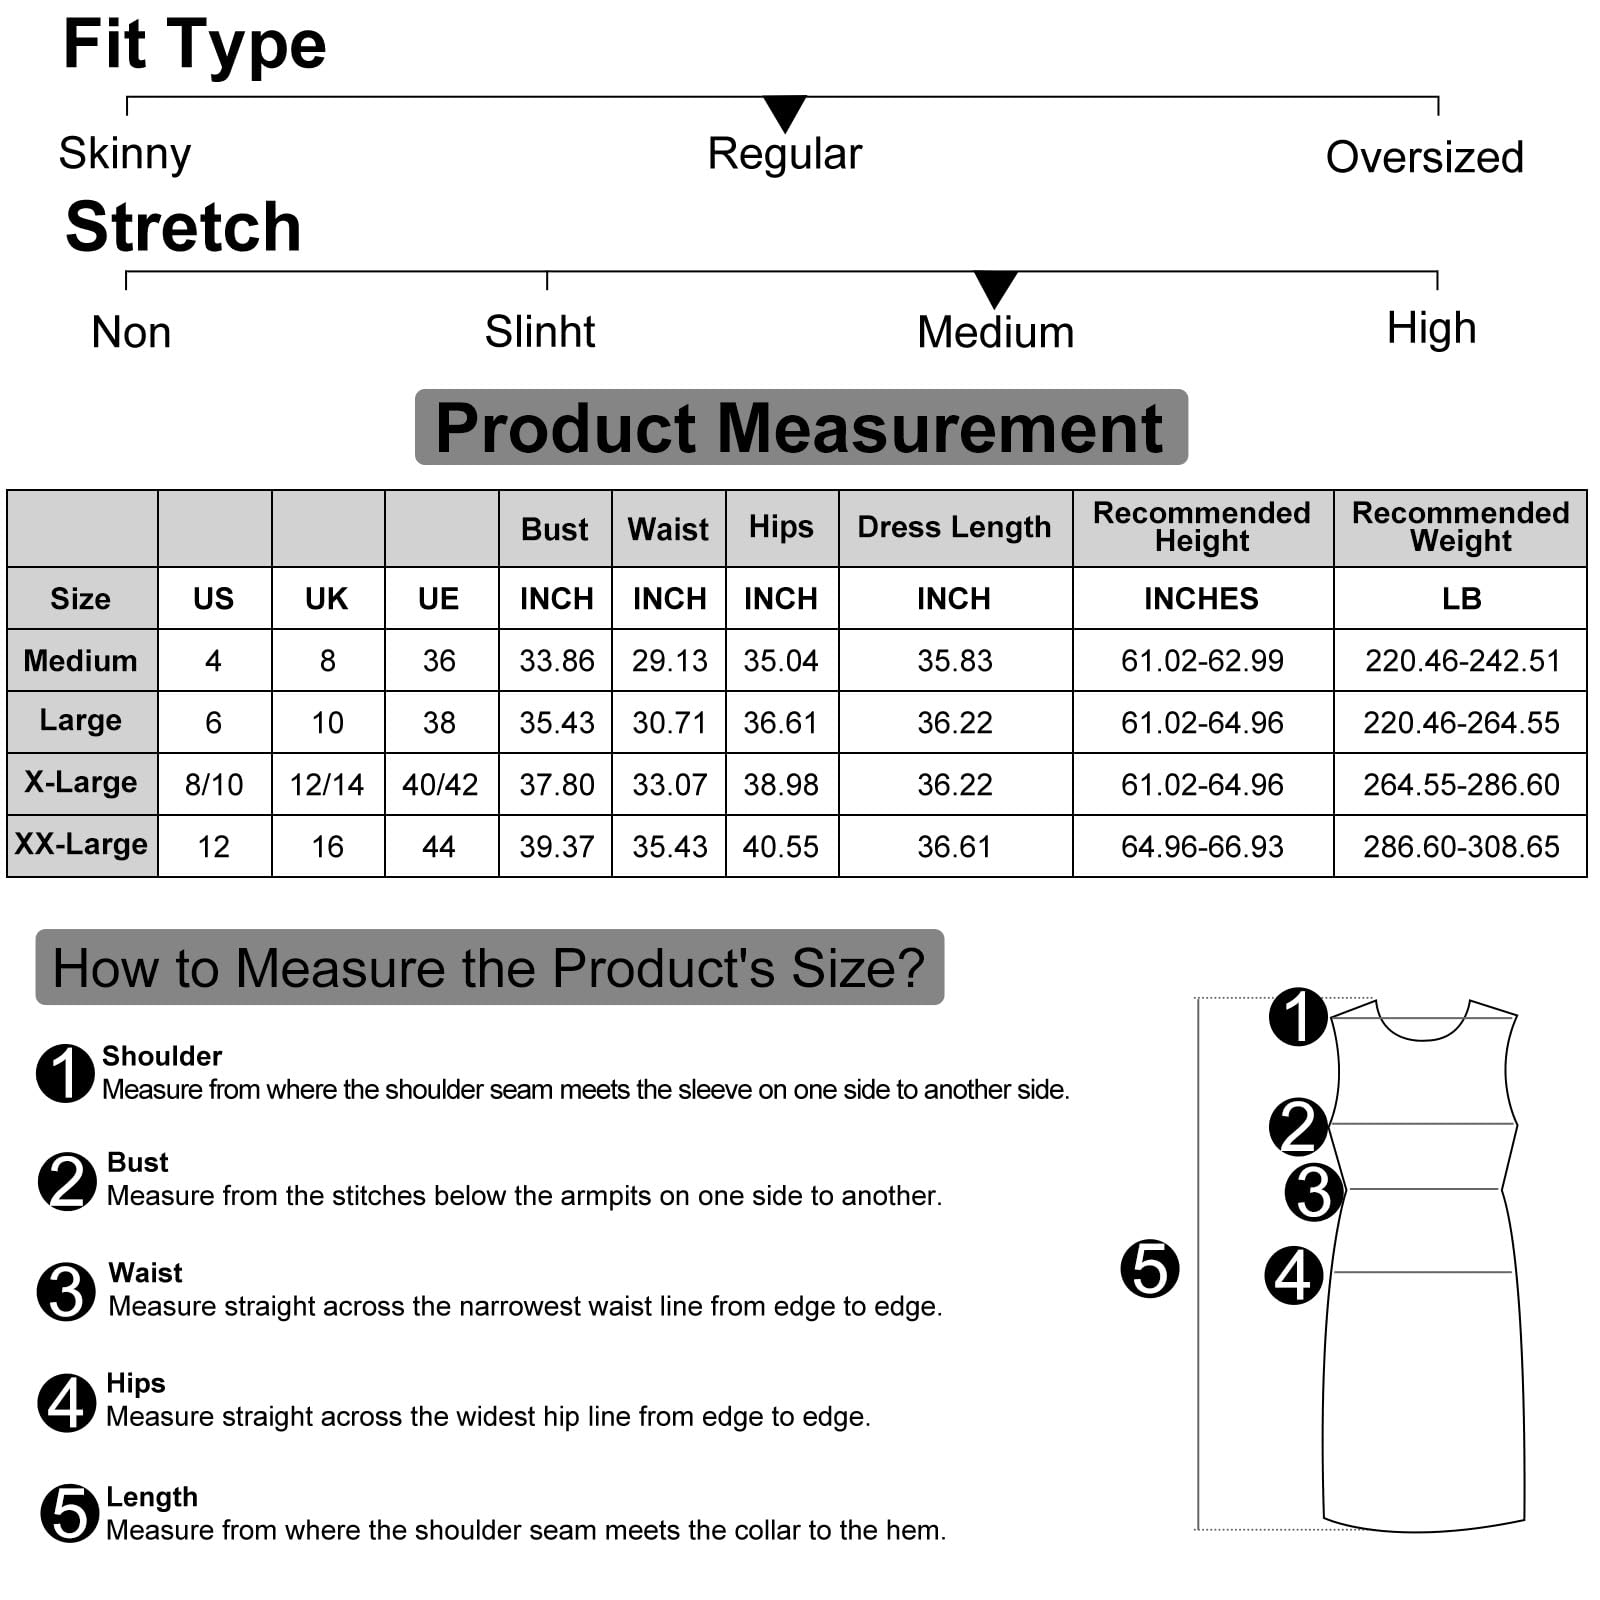 Fit Type
Skinny Regular Oversized
Stretch
Non Slinht Medium High
Product Measurement
Bust Waist Hips Dress Length Recommended Height Recommended Weight
Size US UK UE INCH INCH INCH INCH INCHES LB
Medium 4 8 36 33.86 29.13 35.04 35.83 61.02-62.99 220.46-242.51
Large 6 10 38 35.43 30.71 36.61 36.22 61.02-64.96 220.46-264.55
X-Large 8/10 12/14 40/42 37.80 33.07 38.98 36.22 61.02-64.96 264.55-286.60
XX-Large 12 16 44 39.37 35.43 40.55 36.61 64.96-66.93 286.60-308.65
How to Measure the Product's Size?
1 Shoulder
Measure from where the shoulder seam meets the sleeve on one side to another side.
2 Bust
Measure from the stitches below the armpits on one side to another.
3 Waist
Measure straight across the narrowest waist line from edge to edge.
4 Hips
Measure straight across the widest hip line from edge to edge.
5 Length
Measure from where the shoulder seam meets the collar to the hem.
1
2
3
4
5